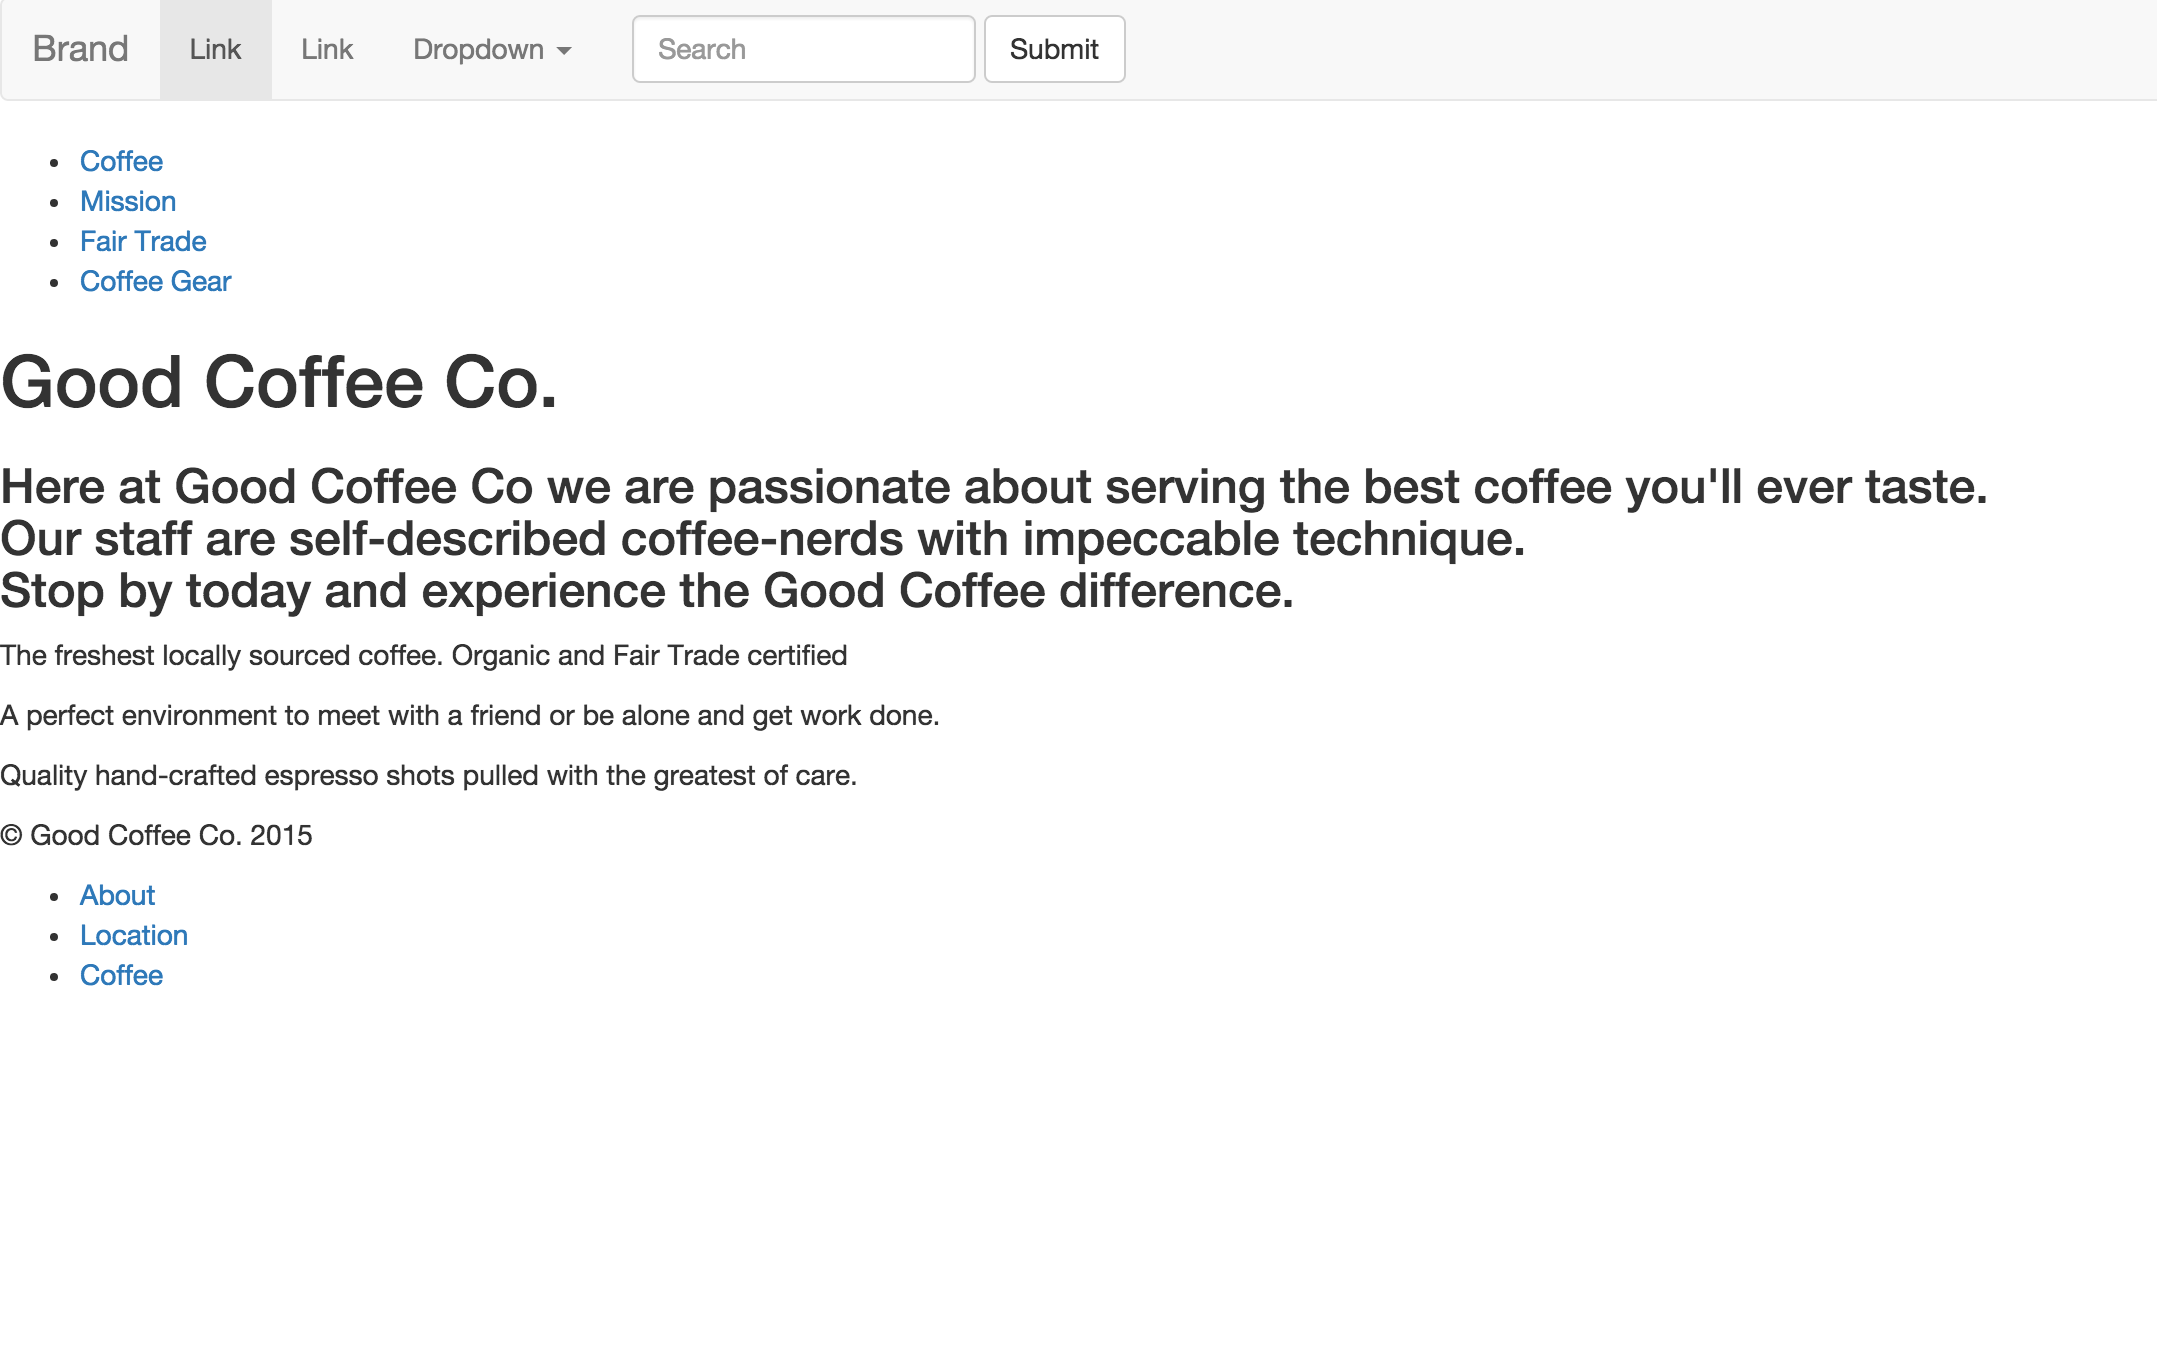 Brand Link Link Dropdown Search Submit
Coffee
Mission
Fair Trade
Coffee Gear
Good Coffee Co.
Here at Good Coffee Co we are passionate about serving the best coffee you'll ever taste.
Our staff are self-described coffee-nerds with impeccable technique.
Stop by today and experience the Good Coffee difference.
The freshest locally sourced coffee. Organic and Fair Trade certified
A perfect environment to meet with a friend or be alone and get work done.
Quality hand-crafted espresso shots pulled with the greatest of care.
© Good Coffee Co. 2015
About
Location
Coffee